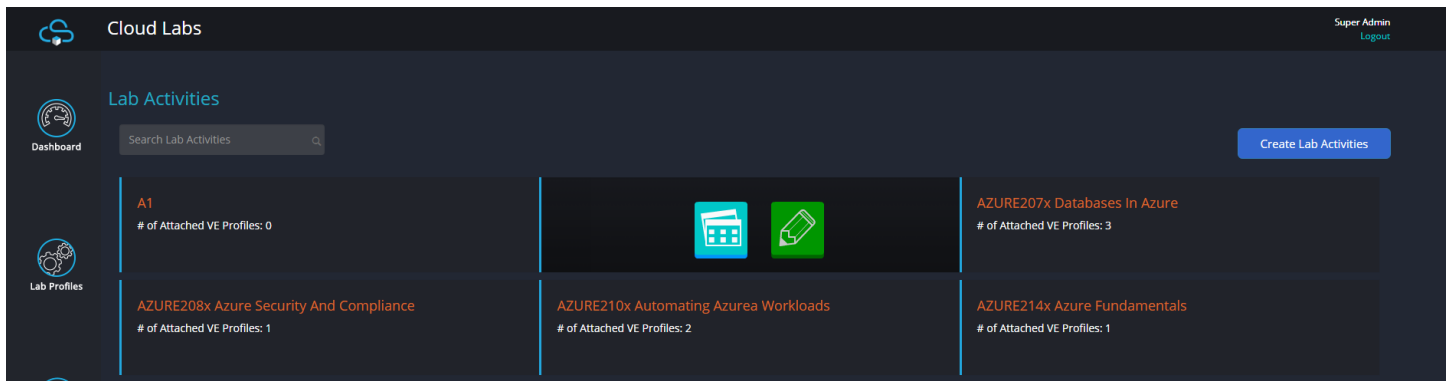 Cloud Labs
Super Admin
Logout
Dashboard
Lab Profiles
Lab Activities
Search Lab Activities
Create Lab Activities
A1
# of Attached VE Profiles: 0
AZURE207x Databases In Azure
# of Attached VE Profiles: 3
AZURE208x Azure Security And Compliance
# of Attached VE Profiles: 1
AZURE210x Automating Azurea Workloads
# of Attached VE Profiles: 2
AZURE214x Azure Fundamentals
# of Attached VE Profiles: 1